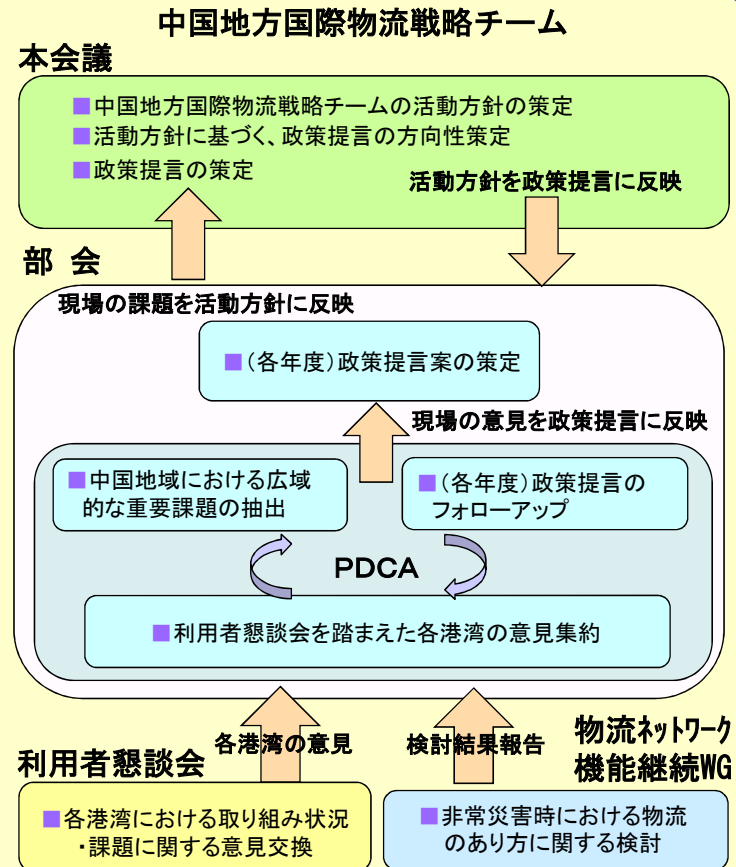 中国地方国際物流戦略チーム
本会議
■中国地方国際物流戦略チームの活動方針の策定
■活動方針に基づく、政策提言の方向性策定
■政策提言の策定
活動方針を政策提言に反映
部 会
現場の課題を活動方針に反映
■(各年度)政策提言案の策定
現場の意見を政策提言に反映
■中国地域における広域
的な重要課題の抽出
■(各年度)政策提言の
フォローアップ
PDCA
■利用者懇談会を踏まえた各港湾の意見集約
各港湾の意見
検討結果報告
物流ネットワーク
機能継続WG
利用者懇談会
■各港湾における取り組み状況
・課題に関する意見交換
■非常災害時における物流
のあり方に関する検討